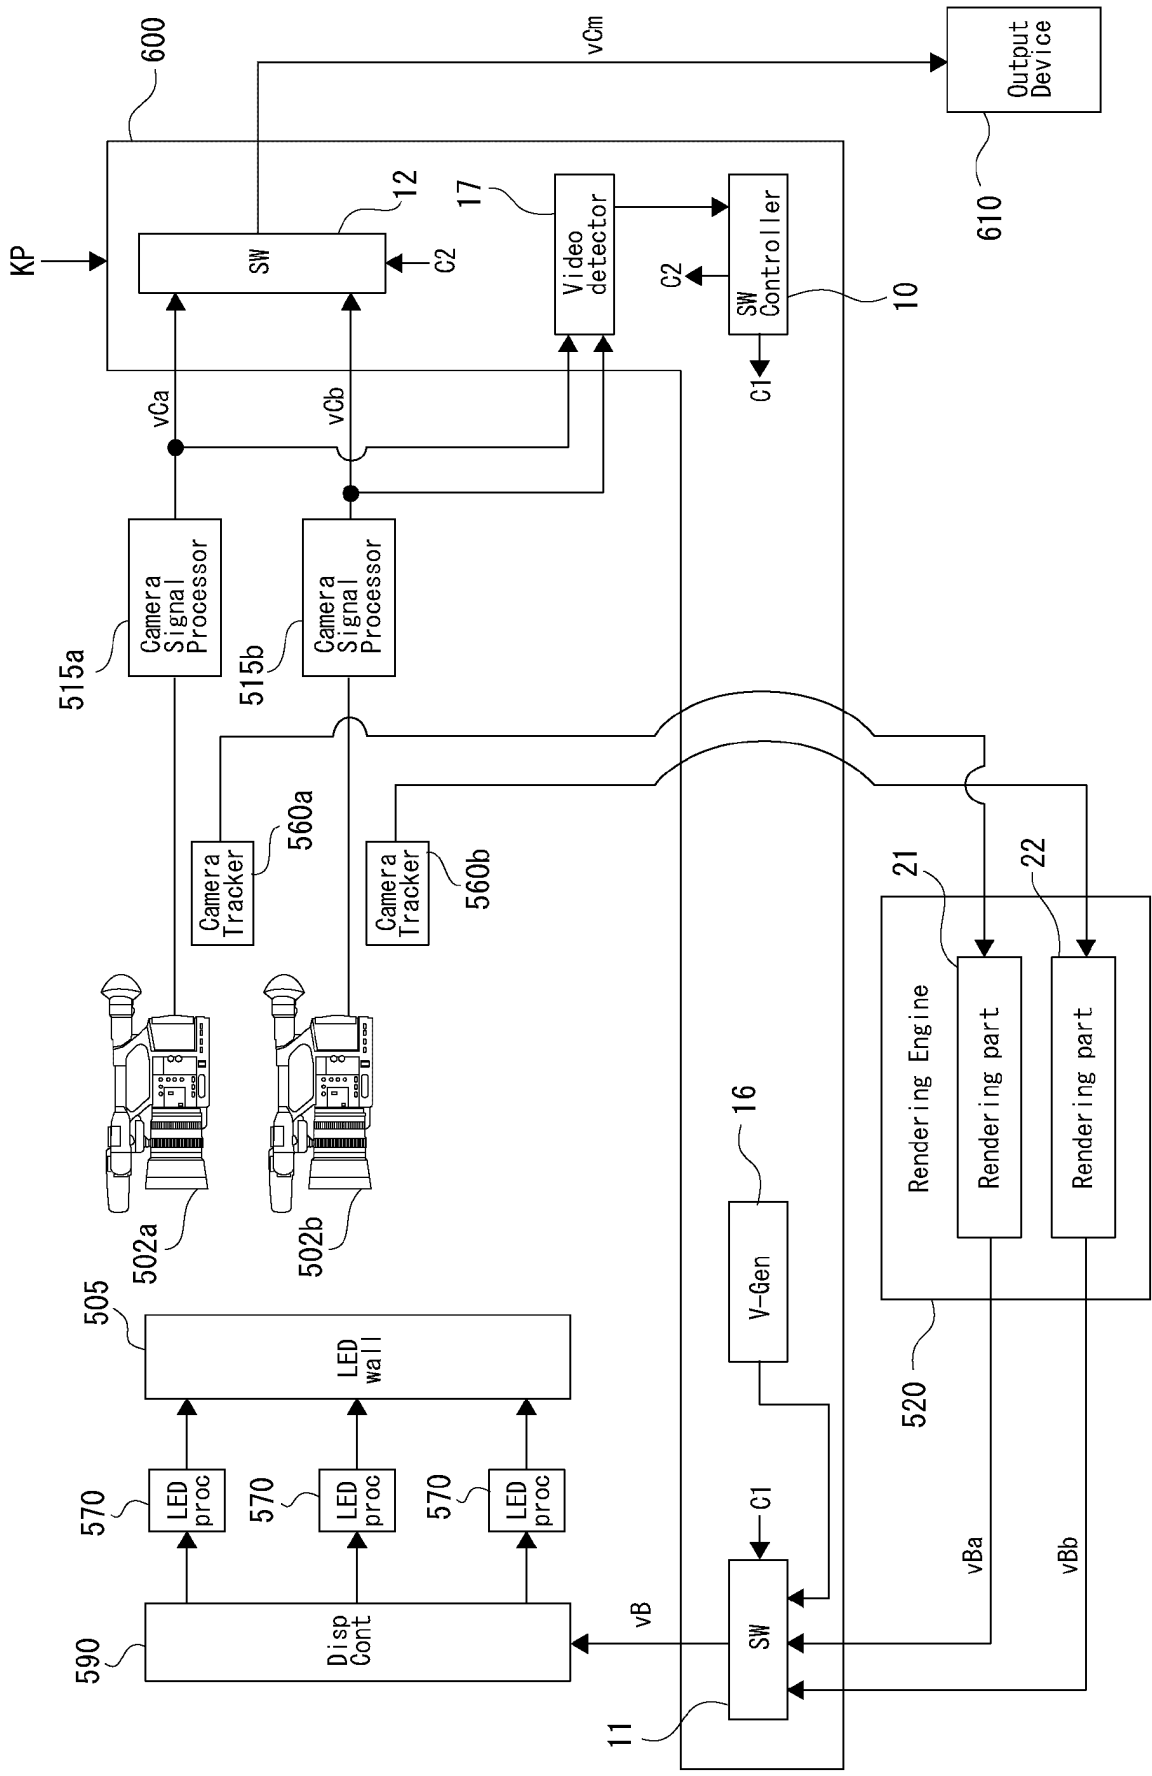 590
Disp
Cont
570
LED
proc
570
LED
proc
570
LED
proc
505
LED
wall
502a
502b
Camera
Tracker
560a
Camera
Tracker
560b
515a
Camera
Signal
Processor
515b
Camera
Signal
Processor
vCa
vCb
KP
600
SW
12
C2
17
Video
detector
C2
SW
Controller
10
C1
vCm
Output
Device
610
vB
11
SW
C1
V-Gen
16
vBa
vBb
520
Rendering Engine
Rendering part
21
Rendering part
22